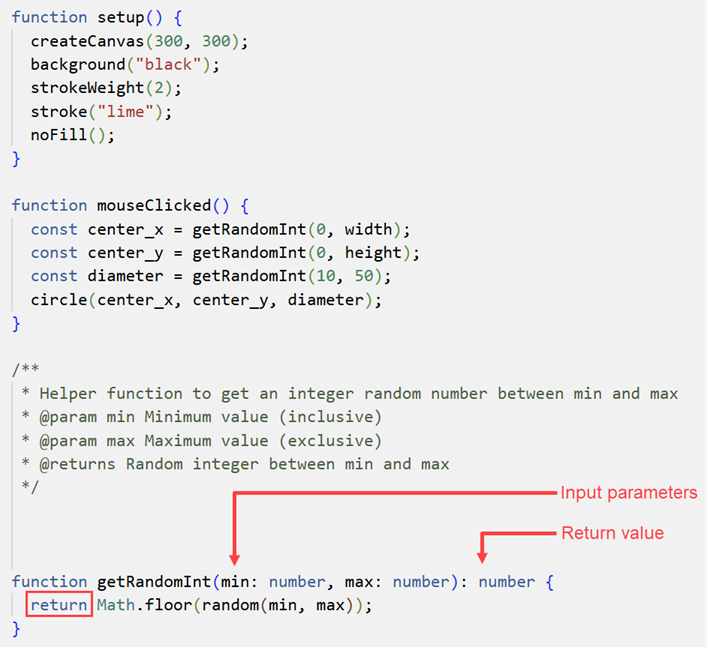 function setup() {
  createCanvas(300, 300);
  background("black");
  strokeWeight(2);
  stroke("lime");
  noFill();
}
function mouseClicked() {
  const center_x = getRandomInt(0, width);
  const center_y = getRandomInt(0, height);
  const diameter = getRandomInt(10, 50);
  circle(center_x, center_y, diameter);
}
/**
 * Helper function to get an integer random number between min and max
 * @param min Minimum value (inclusive)
 * @param max Maximum value (exclusive)
 * @returns Random integer between min and max
 */
Input parameters
Return value
function getRandomInt(min: number, max: number): number {
  return Math.floor(random(min, max));
}